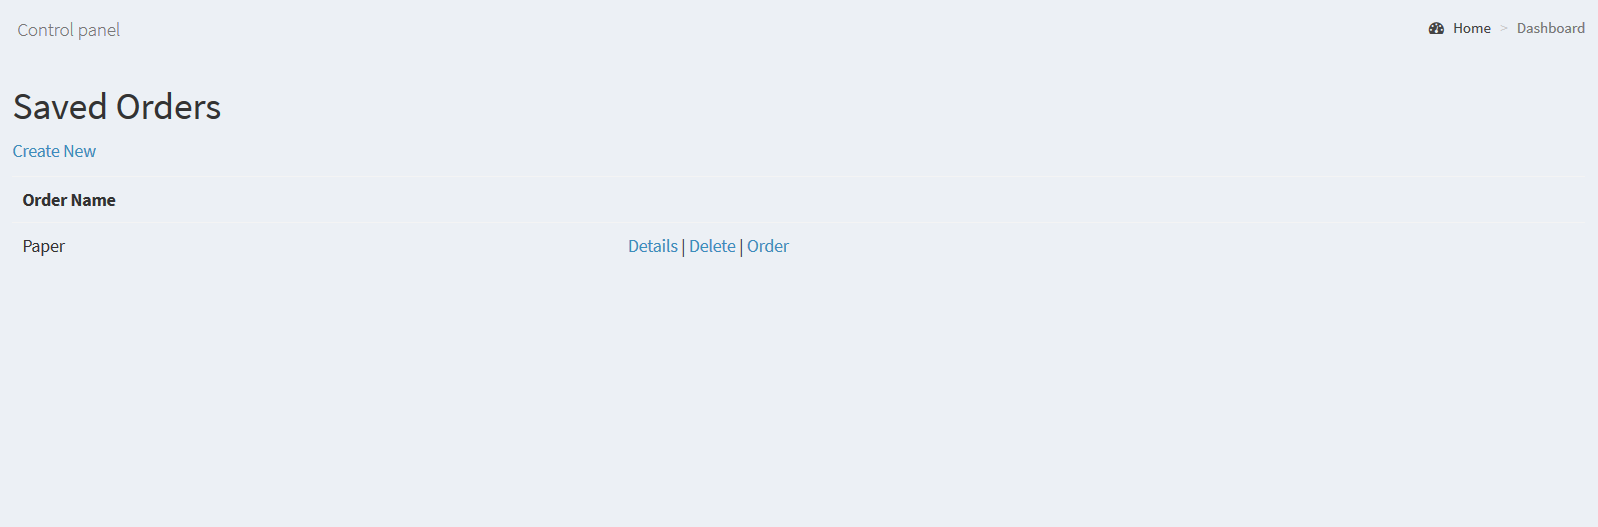 Control panel
Home > Dashboard
Saved Orders
Create New
Order Name
Paper Details | Delete | Order